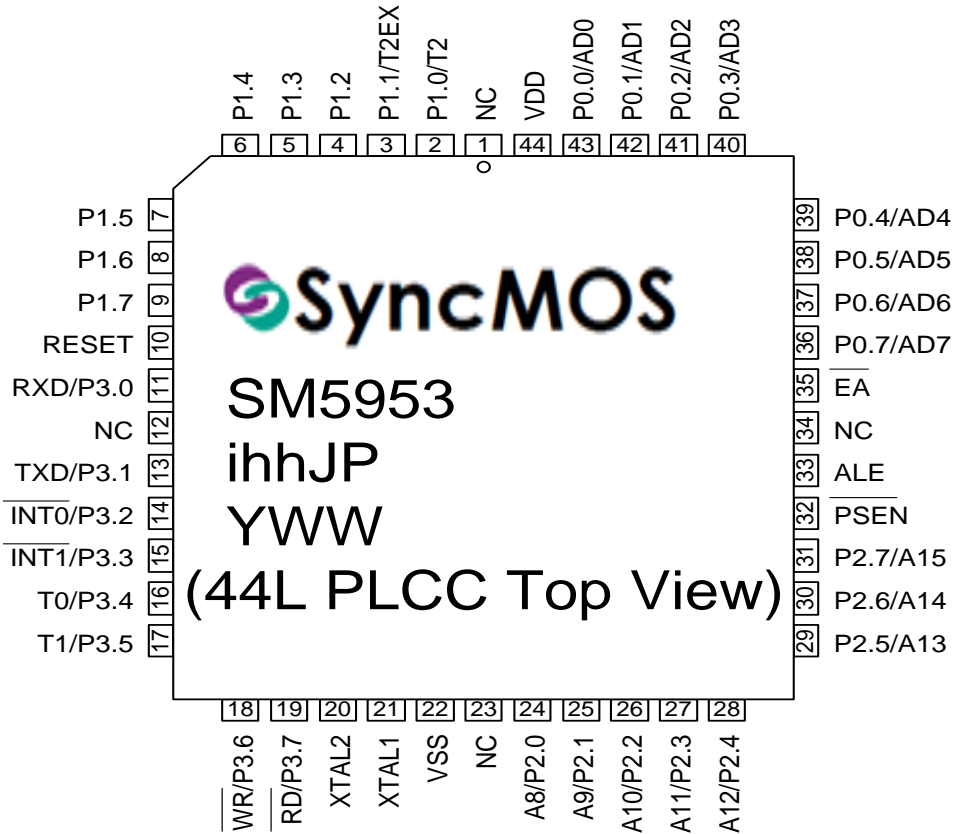 P1.4
P1.3
P1.2
P1.1/T2EX
P1.0/T2
NC
VDD
P0.0/AD0
P0.1/AD1
P0.2/AD2
P0.3/AD3
6 5 4 3 2 1 44 43 42 41 40
P1.5 7
P1.6 8
P1.7 9
RESET 10
RXD/P3.0 11
NC 12
TXD/P3.1 13
INT0/P3.2 14
INT1/P3.3 15
T0/P3.4 16
T1/P3.5 17
SyncMOS
SM5953
ihhJP
YWW
(44L PLCC Top View)
39 P0.4/AD4
38 P0.5/AD5
37 P0.6/AD6
36 P0.7/AD7
35 EA
34 NC
33 ALE
32 PSEN
31 P2.7/A15
30 P2.6/A14
29 P2.5/A13
18 19 20 21 22 23 24 25 26 27 28
WR/P3.6
RD/P3.7
XTAL2
XTAL1
VSS
NC
A8/P2.0
A9/P2.1
A10/P2.2
A11/P2.3
A12/P2.4